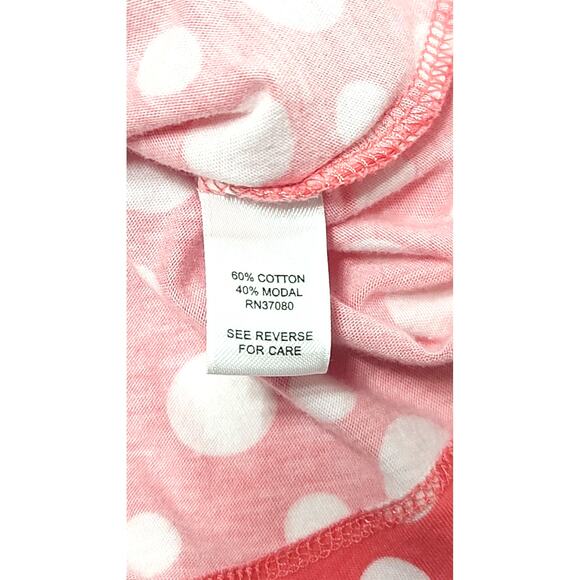 60% COTTON
40% MODAL
RN37080
SEE REVERSE
FOR CARE